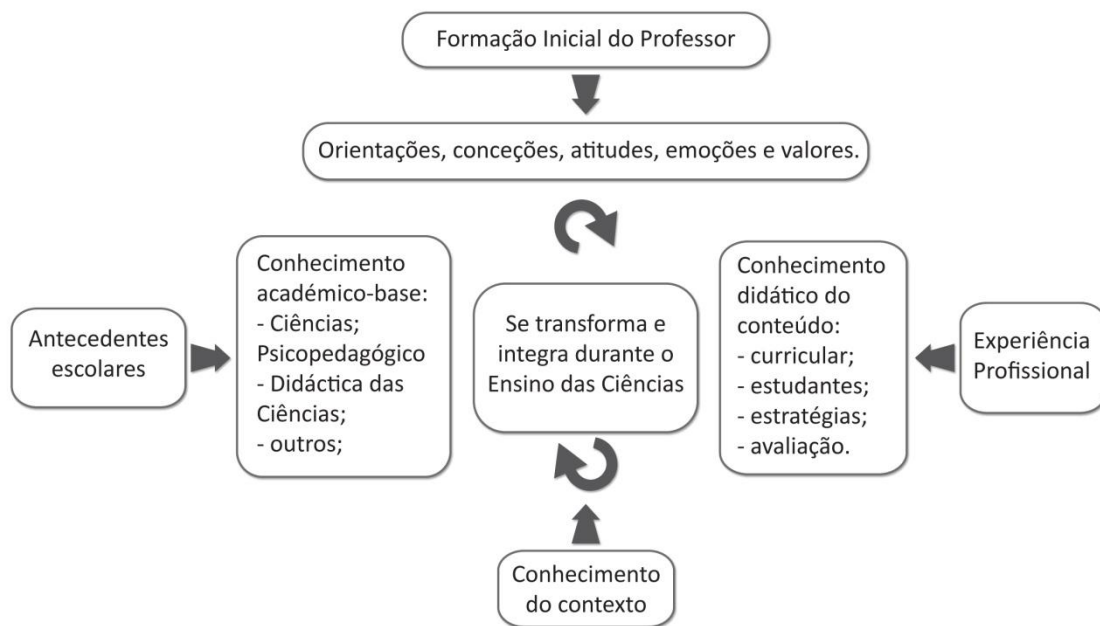 Formação Inicial do Professor
Orientações, conceções, atitudes, emoções e valores.
Antecedentes
escolares
Conhecimento
académico-base:
- Ciências;
Psicopedagógico
- Didáctica das
Ciências;
- outros;
Se transforma e
integra durante o
Ensino das Ciências
Conhecimento
didático do
conteúdo:
- curricular;
- estudantes;
- estratégias;
- avaliação.
Experiência
Profissional
Conhecimento
do contexto